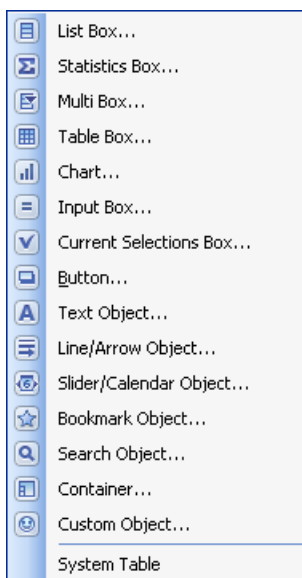 List Box...
Statistics Box...
Multi Box...
Table Box...
Chart...
Input Box...
Current Selections Box...
Button...
Text Object...
Line/Arrow Object...
Slider/Calendar Object...
Bookmark Object...
Search Object...
Container...
Custom Object...
System Table